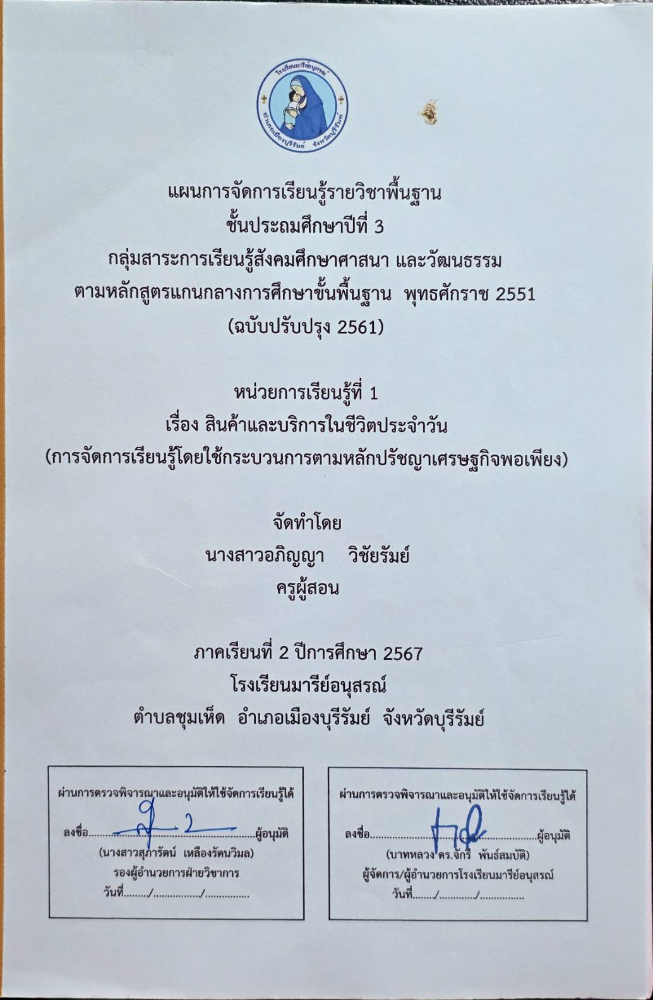 โรงเรียนมารีย์อนุสรณ์
อำเภอเมืองบุรีรัมย์ จังหวัดบุรีรัมย์
แผนการจัดการเรียนรู้รายวิชาพื้นฐาน
ชั้นประถมศึกษาปีที่ 3
กลุ่มสาระการเรียนรู้สังคมศึกษาศาสนา และวัฒนธรรม
ตามหลักสูตรแกนกลางการศึกษาขั้นพื้นฐาน พุทธศักราช 2551
(ฉบับปรับปรุง 2561)
หน่วยการเรียนรู้ที่ 1
เรื่อง สินค้าและบริการในชีวิตประจำวัน
(การจัดการเรียนรู้โดยใช้กระบวนการตามหลักปรัชญาเศรษฐกิจพอเพียง)
จัดทำโดย
นางสาวอภิญญา วิชัยรัมย์
ครูผู้สอน
ภาคเรียนที่ 2 ปีการศึกษา 2567
โรงเรียนมารีย์อนุสรณ์
ตำบลชุมเห็ด อำเภอเมืองบุรีรัมย์ จังหวัดบุรีรัมย์
ผ่านการตรวจพิจารณาและอนุมัติให้ใช้จัดการเรียนรู้ได้
ลงชื่อ................................................ผู้อนุมัติ
(นางสาวสุภารัตน์ เหลืองรัตนวิมล)
รองผู้อำนวยการฝ่ายวิชาการ
วันที่......../................/...............
ผ่านการตรวจพิจารณาและอนุมัติให้ใช้จัดการเรียนรู้ได้
ลงชื่อ................................................ผู้อนุมัติ
(บาทหลวง ดร.จักรี พันธ์สมบัติ)
ผู้จัดการ/ผู้อำนวยการโรงเรียนมารีย์อนุสรณ์
วันที่......./............./...............